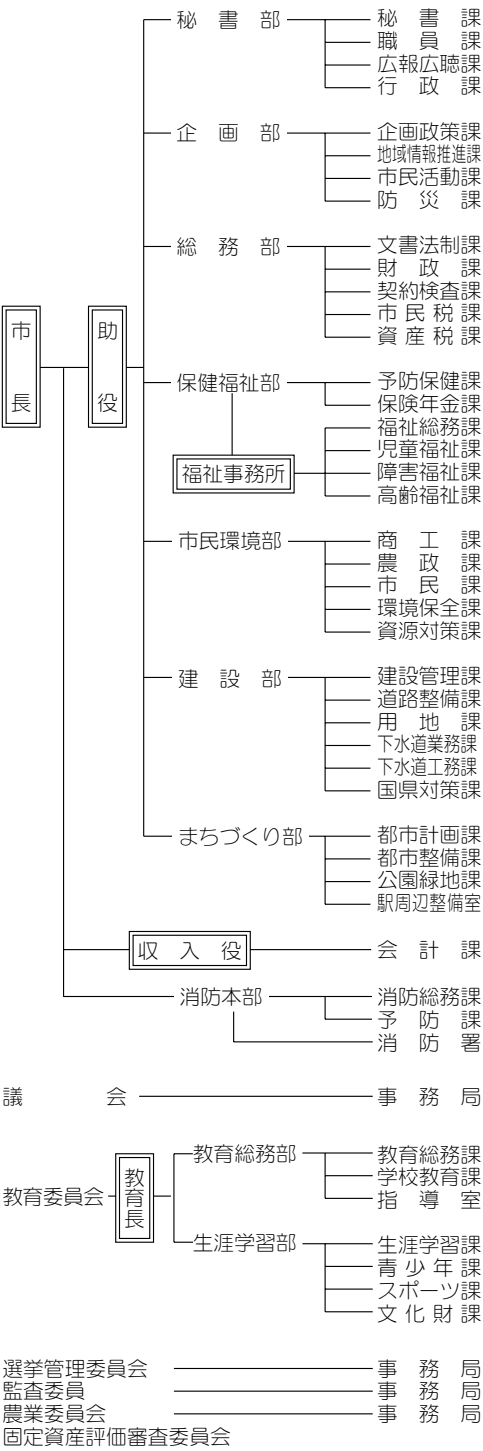 秘書部 秘書課
職員課
広報広聴課
行政課
企画部 企画政策課
地域情報推進課
市民活動課
防災課
総務部 文書法制課
財政課
契約検査課
市民税課
資産税課
市長 助役
保健福祉部 予防保健課
保険年金課
福祉総務課
児童福祉課
福祉事務所 障害福祉課
高齢福祉課
市民環境部 商工課
農政課
市民課
環境保全課
資源対策課
建設部 建設管理課
道路整備課
用地課
下水道業務課
下水道工務課
国県対策課
まちづくり部 都市計画課
都市整備課
公園緑地課
駅周辺整備室
収入役 会計課
消防本部 消防総務課
予防課
消防署
議会 事務局
教育総務部 教育総務課
学校教育課
教育委員会 教育長 指導室
生涯学習部 生涯学習課
青少年課
スポーツ課
文化財課
選挙管理委員会 事務局
監査委員 事務局
農業委員会 事務局
固定資産評価審査委員会